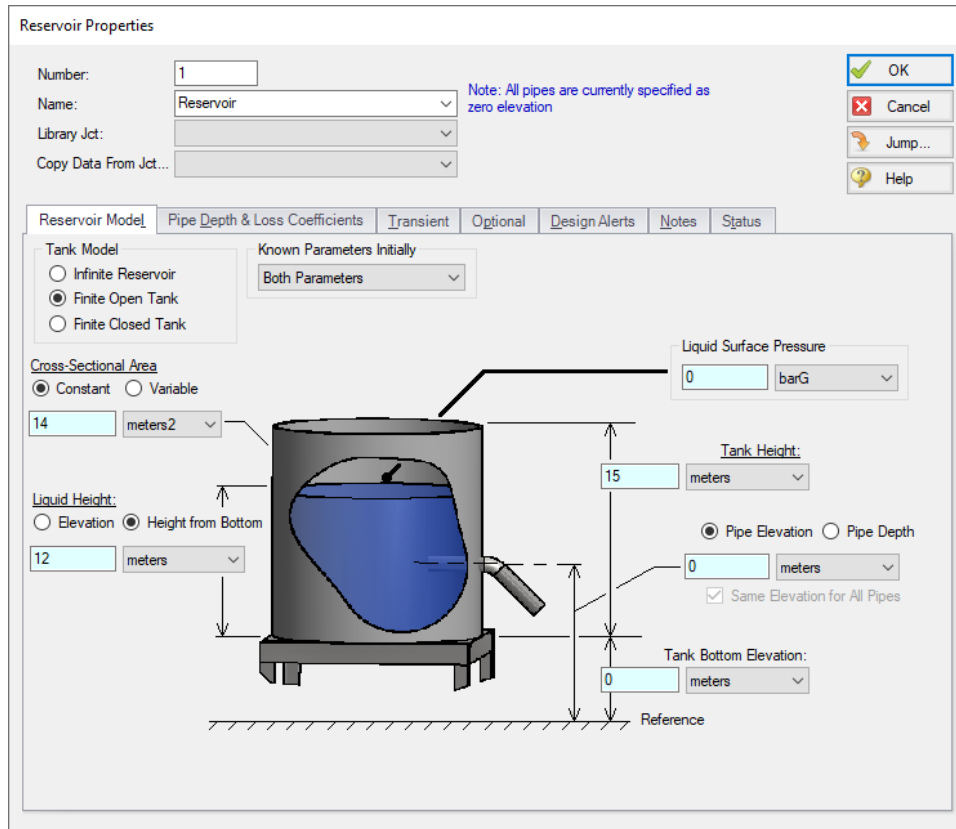 Reservoir Properties
Number: 1
Name: Reservoir
Library Jct:
Copy Data From Jct...
Note: All pipes are currently specified as
zero elevation
OK
Cancel
Jump...
Help
Reservoir Model Pipe Depth & Loss Coefficients Transient Optional Design Alerts Notes Status
Tank Model
Infinite Reservoir
Finite Open Tank
Finite Closed Tank
Known Parameters Initially
Both Parameters
Cross-Sectional Area
Constant Variable
14 meters2
Liquid Height:
Elevation Height from Bottom
12 meters
Liquid Surface Pressure
0 barG
Tank Height:
15 meters
Pipe Elevation Pipe Depth
0 meters
Same Elevation for All Pipes
Tank Bottom Elevation:
0 meters
Reference